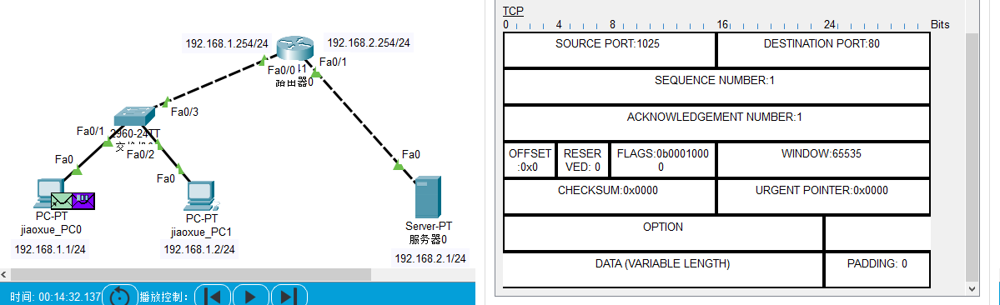 192.168.1.254/24
192.168.2.254/24
Fa0/1
Fa0/0
路由器0
Fa0/3
Fa0/1
2960-24TT
Fa0/2
Fa0
Fa0
Fa0
PC-PT
jiaoxue_PC0
192.168.1.1/24
PC-PT
jiaoxue_PC1
192.168.1.2/24
Server-PT
服务器0
192.168.2.1/24
时间: 00:14:32.137
播放控制：
TCP
0 4 8 16 24 Bits
SOURCE PORT:1025
DESTINATION PORT:80
SEQUENCE NUMBER:1
ACKNOWLEDGEMENT NUMBER:1
OFFSET
:0x0
RESER
VED: 0
FLAGS:0b0001000
0
WINDOW:65535
CHECKSUM:0x0000
URGENT POINTER:0x0000
OPTION
DATA (VARIABLE LENGTH)
PADDING: 0